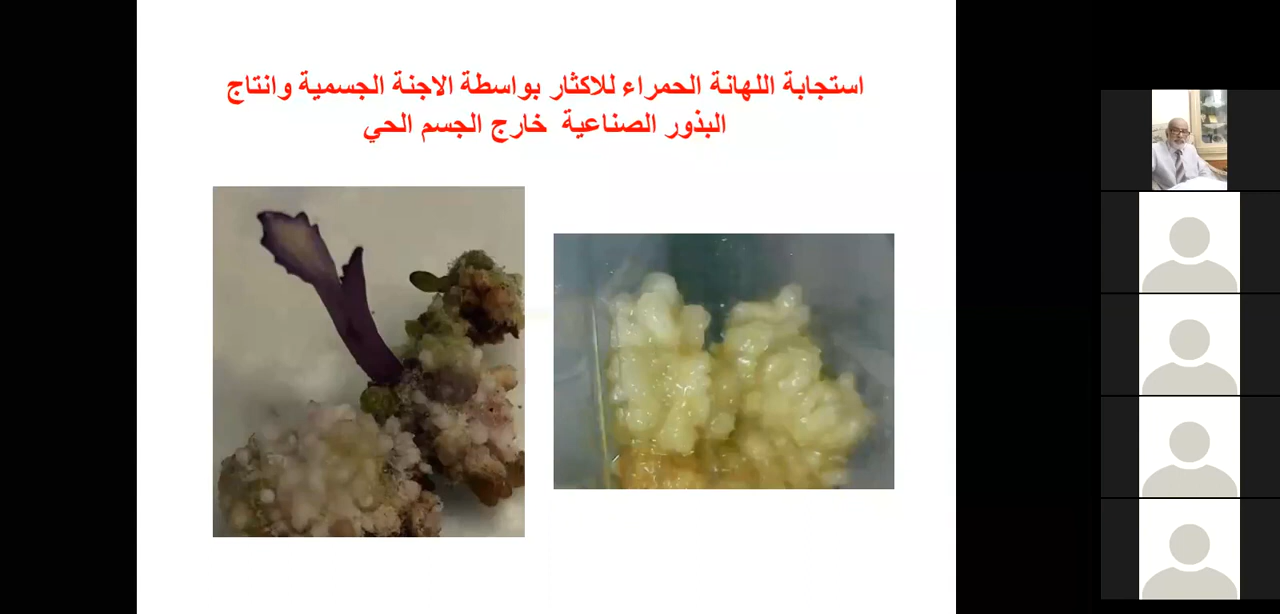 استجابة اللهانة الحمراء للاكثار بواسطة الاجنة الجسمية وانتاج
البذور الصناعية خارج الجسم الحي